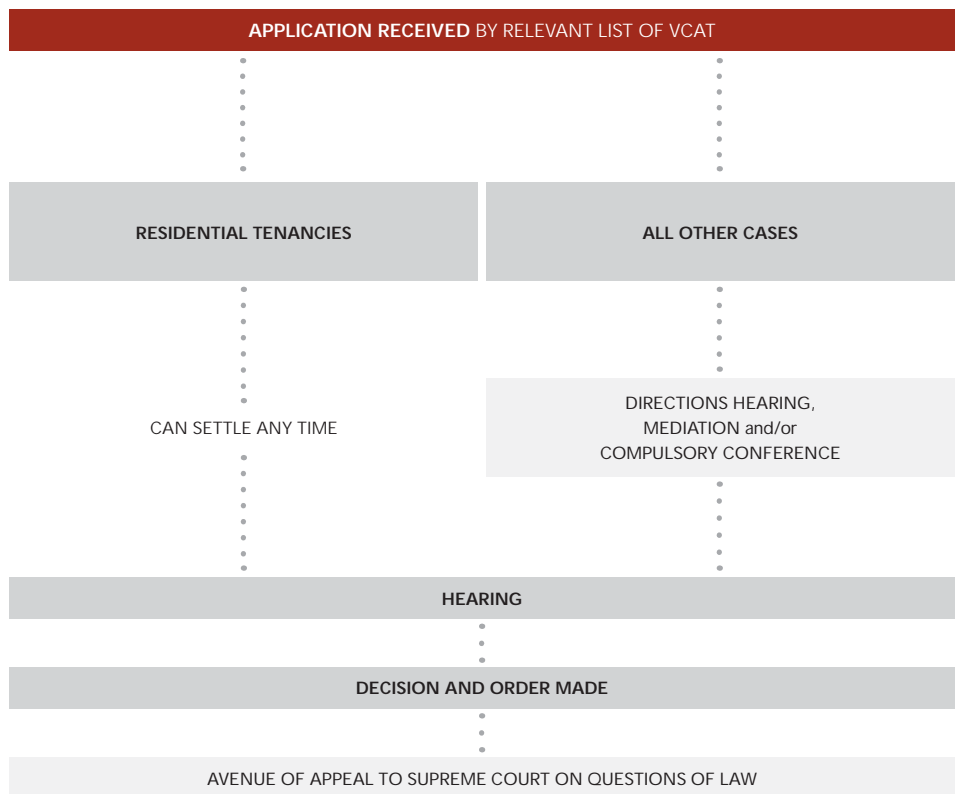 APPLICATION RECEIVED BY RELEVANT LIST OF VCAT
RESIDENTIAL TENANCIES
ALL OTHER CASES
CAN SETTLE ANY TIME
DIRECTIONS HEARING,
MEDIATION and/or
COMPULSORY CONFERENCE
HEARING
DECISION AND ORDER MADE
AVENUE OF APPEAL TO SUPREME COURT ON QUESTIONS OF LAW